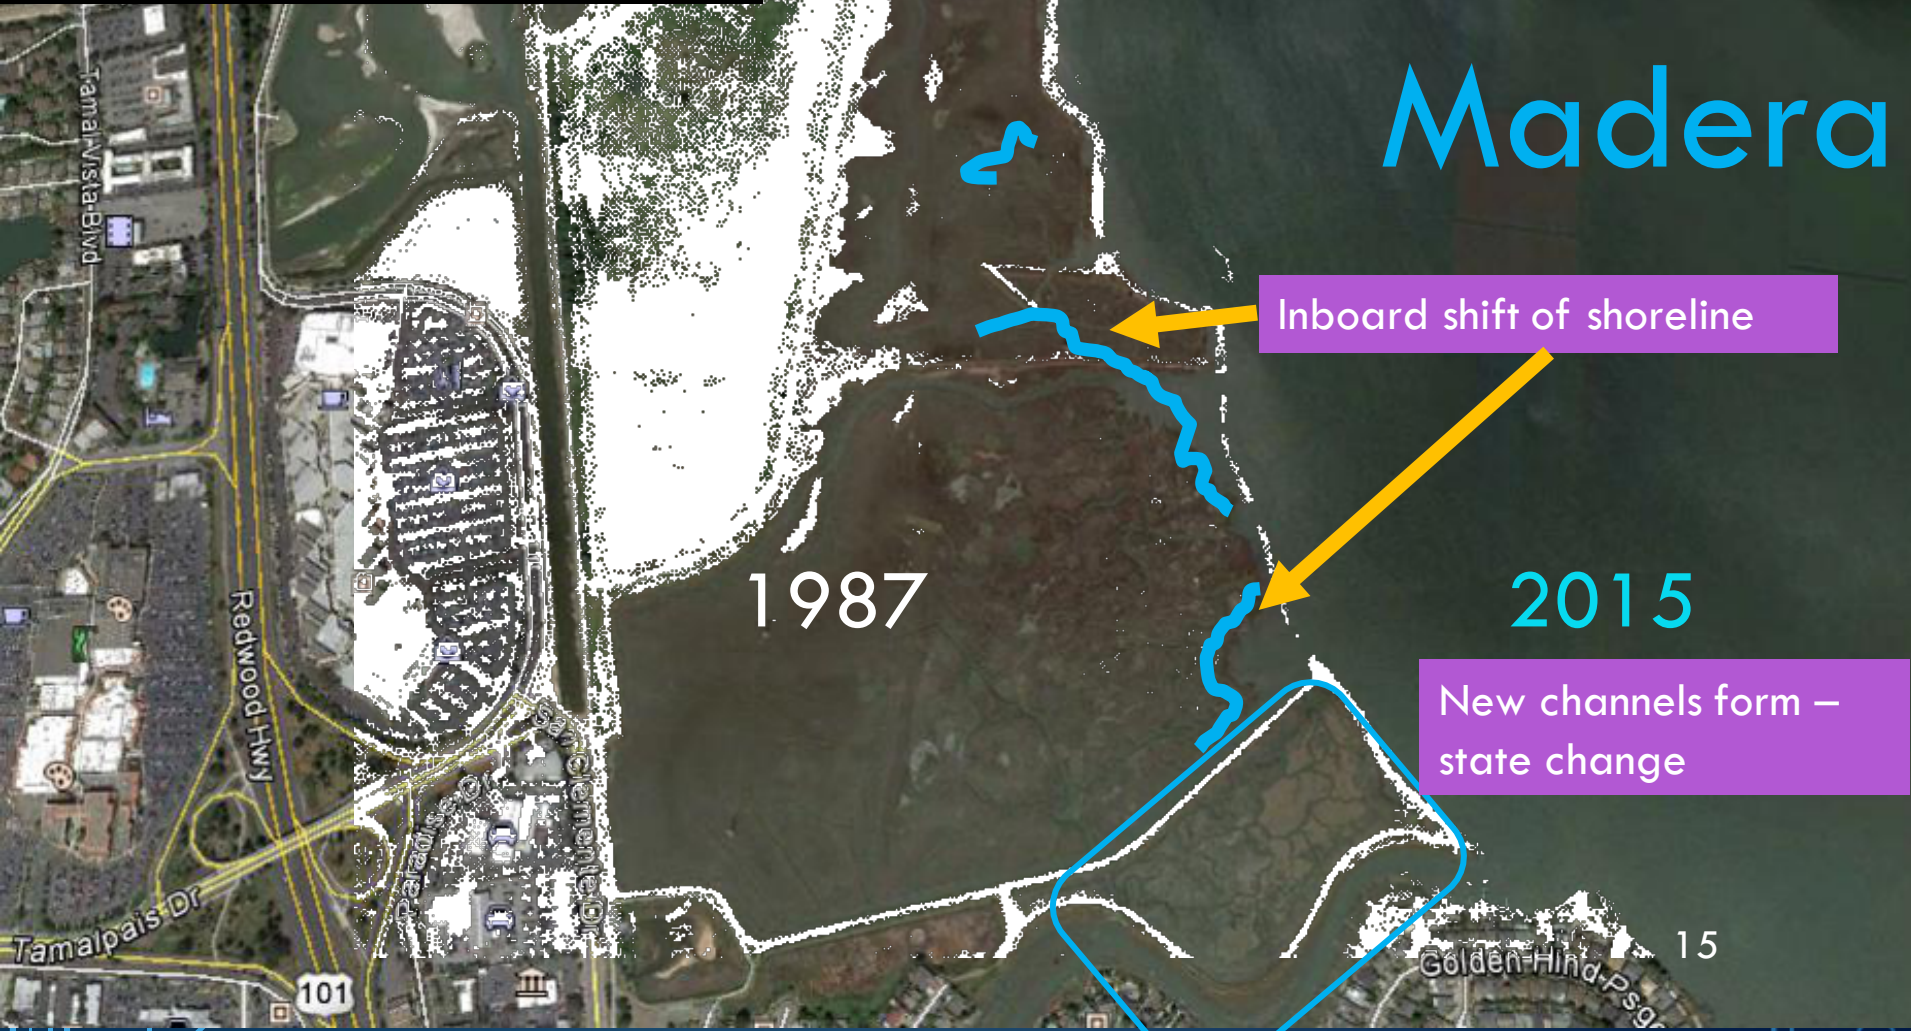 Madera
Tamal Vista Blvd
Inboard shift of shoreline
1987
2015
Redwood Hwy
New channels form –
state change
San Clemente Dr
Paradise Dr
Tamalpais Dr
15
Golden Hind Psge
101